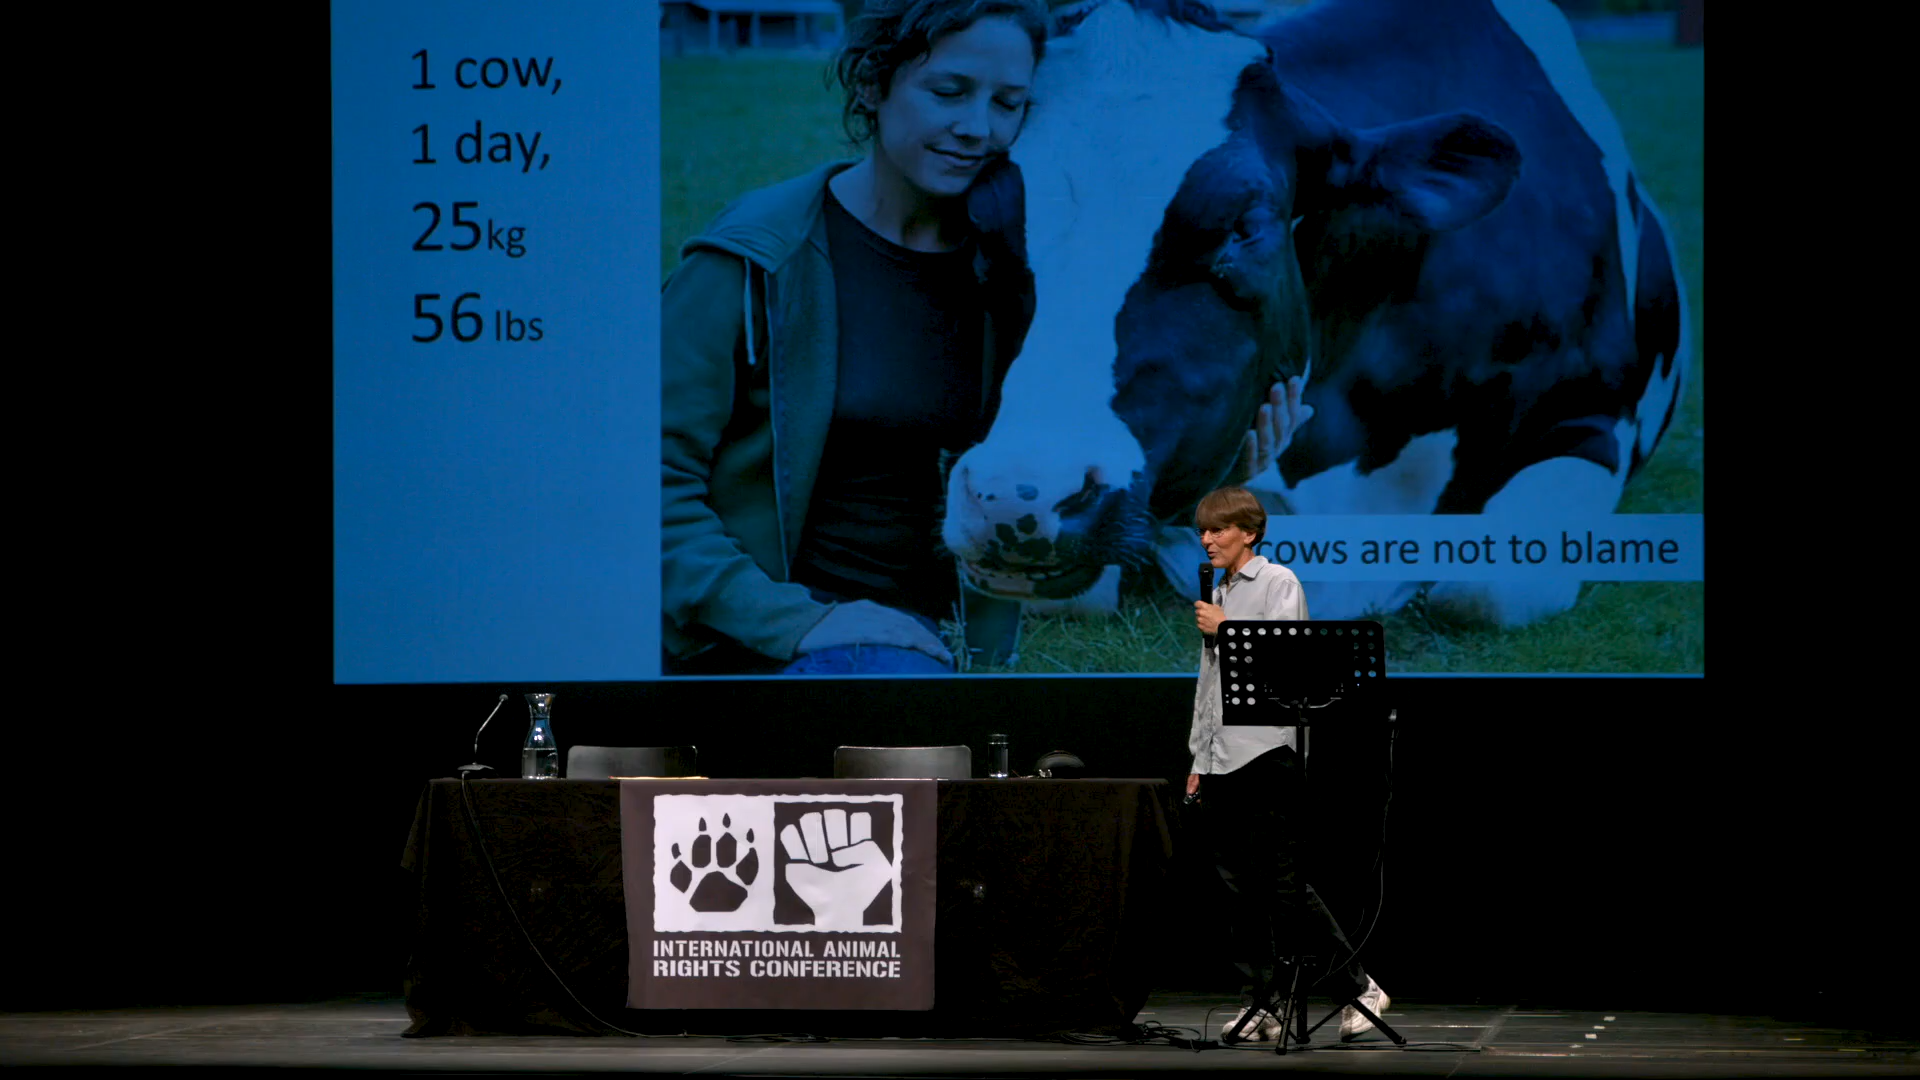 1 cow,
1 day,
25kg
56 lbs
cows are not to blame
INTERNATIONAL ANIMAL
RIGHTS CONFERENCE